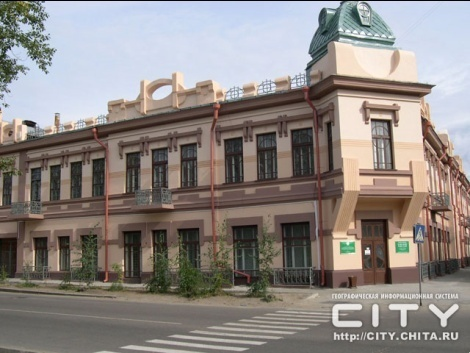 ГЕОГРАФИЧЕСКАЯ ИНФОРМАЦИОННАЯ СИСТЕМА
CITY
HTTP://CITY.CHITA.RU